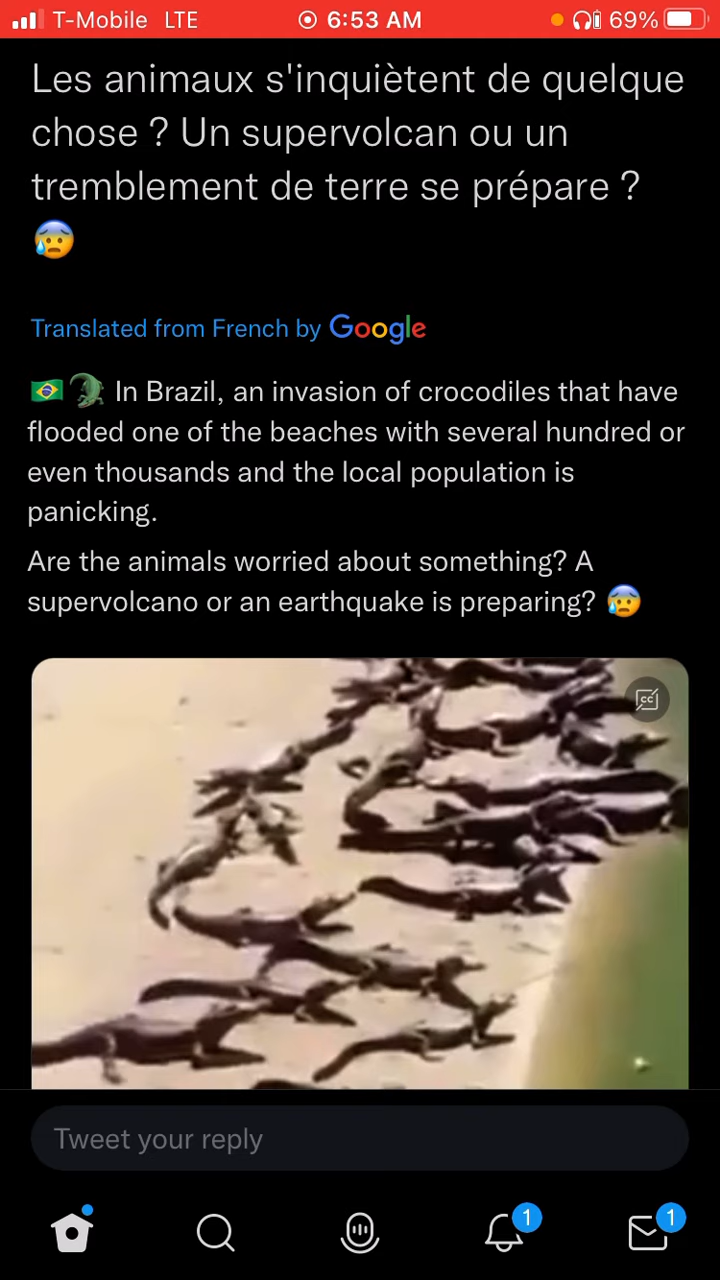 T-Mobile LTE 6:53 AM 69%
Les animaux s'inquiètent de quelque
chose ? Un supervolcan ou un
tremblement de terre se prépare ?
😰
Translated from French by Google
🇧🇷🐊 In Brazil, an invasion of crocodiles that have
flooded one of the beaches with several hundred or
even thousands and the local population is
panicking.
Are the animals worried about something? A
supervolcano or an earthquake is preparing? 😰
cc
Tweet your reply
1 1